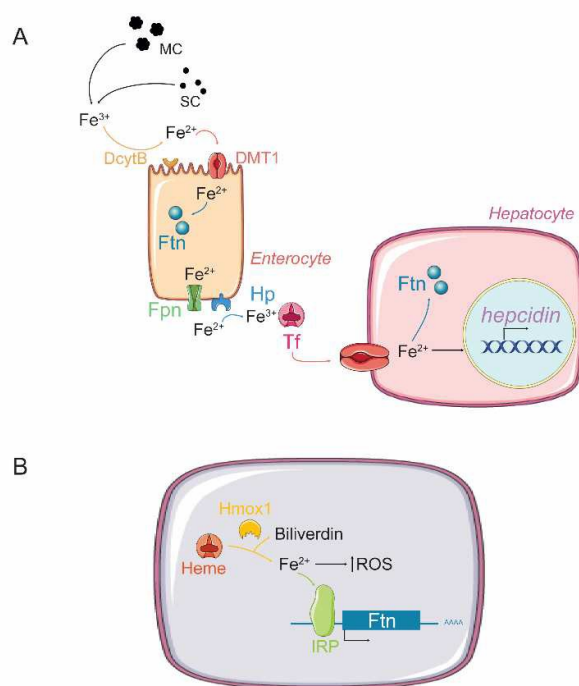 A
MC
SC
Fe3+
Fe2+
DcytB
DMT1
Fe2+
Ftn
Enterocyte
Fe2+
Fpn
Hp
Fe2+
Fe3+
Tf
Hepatocyte
Ftn
hepcidin
Fe2+
B
Hmox1
Biliverdin
Heme
Fe2+
ROS
Ftn
AAAA
IRP